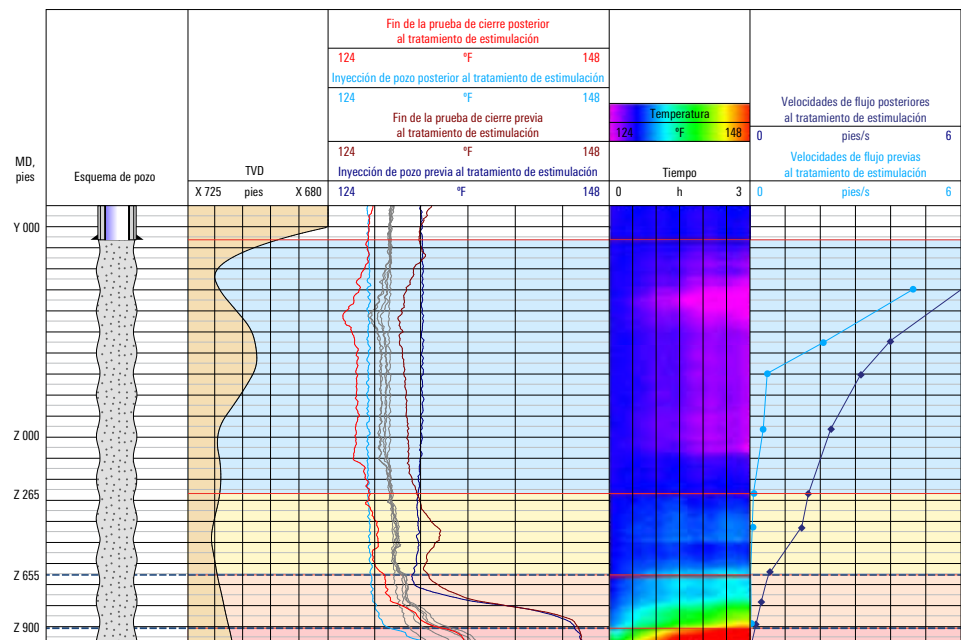 Fin de la prueba de cierre posterior
al tratamiento de estimulación
124 °F 148
Inyección de pozo posterior al tratamiento de estimulación
124 °F 148
Fin de la prueba de cierre previa
al tratamiento de estimulación
124 °F 148
Inyección de pozo previa al tratamiento de estimulación
124 °F 148
MD,
pies
Esquema de pozo
TVD
X 725 pies X 680
Temperatura
124 °F 148
Tiempo
0 h 3
Velocidades de flujo posteriores
al tratamiento de estimulación
0 pies/s 6
Velocidades de flujo previas
al tratamiento de estimulación
0 pies/s 6
Y 000
Z 000
Z 265
Z 655
Z 900